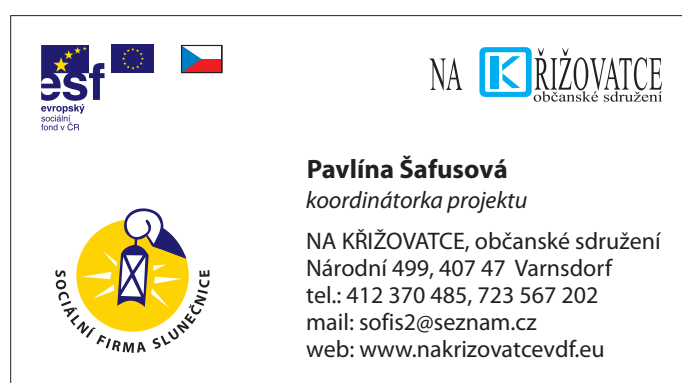 esf
evropský
sociální
fond v ČR
NA KŘIŽOVATCE
občanské sdružení
Pavlína Šafusová
koordinátorka projektu
NA KŘIŽOVATCE, občanské sdružení
Národní 499, 407 47 Varnsdorf
tel.: 412 370 485, 723 567 202
mail: sofis2@seznam.cz
web: www.nakrizovatcevdf.eu
SOCIÁLNÍ FIRMA SLUNEČNICE